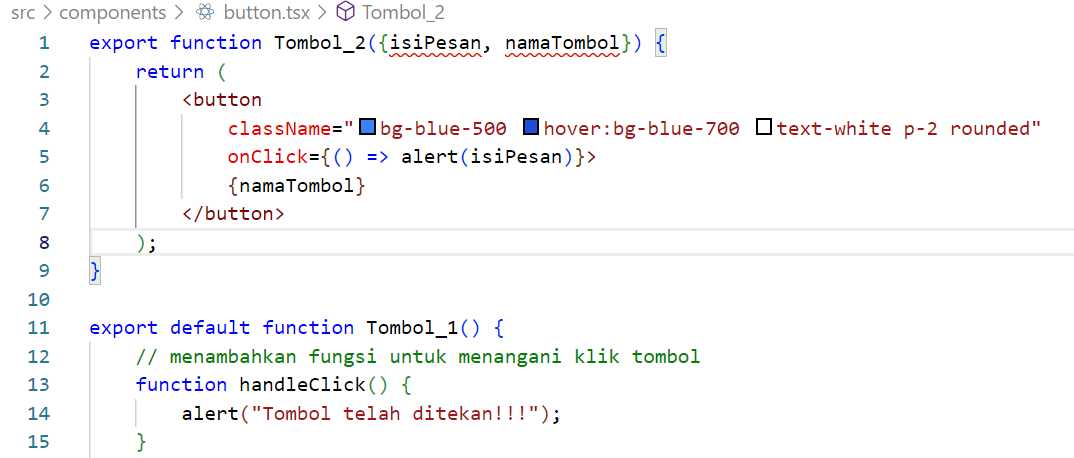 src > components > button.tsx > Tombol_2
1 export function Tombol_2({isiPesan, namaTombol}) {
2 return (
3 <button
4 className="bg-blue-500 hover:bg-blue-700 text-white p-2 rounded"
5 onClick={() => alert(isiPesan)}>
6 {namaTombol}
7 </button>
8 );
9 }
10
11 export default function Tombol_1() {
12 // menambahkan fungsi untuk menangani klik tombol
13 function handleClick() {
14 alert("Tombol telah ditekan!!!");
15 }